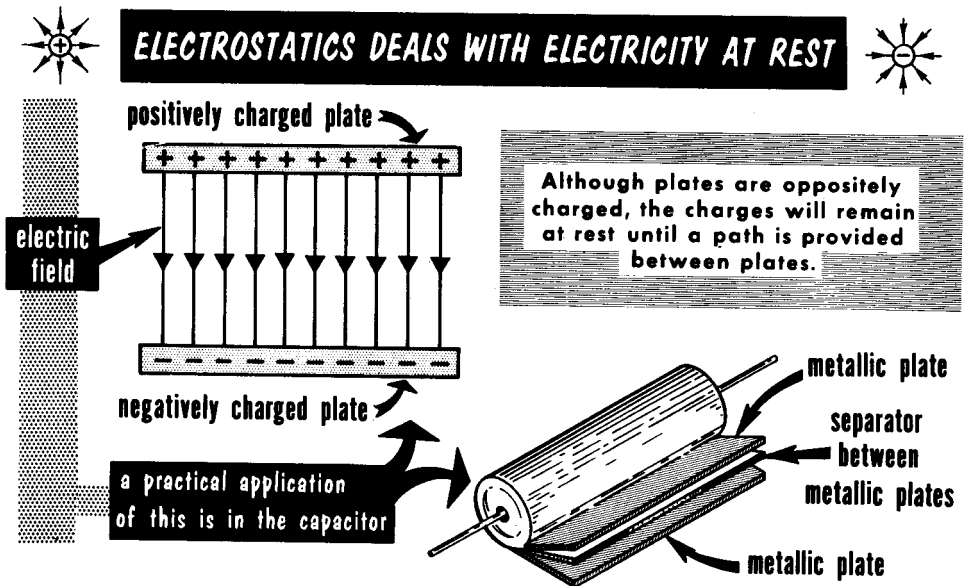 ELECTROSTATICS DEALS WITH ELECTRICITY AT REST
positively charged plate
+ + + + + + + + + +
electric
field
- - - - - - - - - -
negatively charged plate
Although plates are oppositely
charged, the charges will remain
at rest until a path is provided
between plates.
a practical application
of this is in the capacitor
metallic plate
separator
between
metallic plates
metallic plate